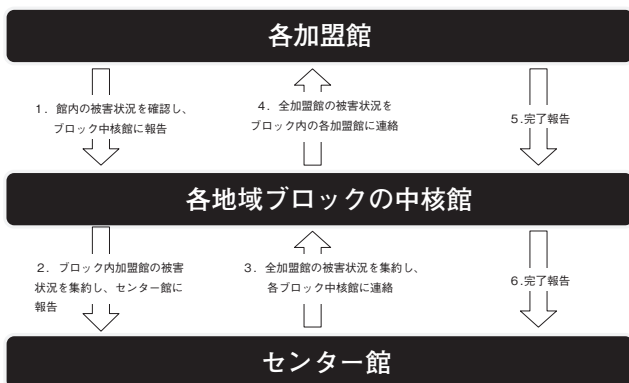 各加盟館
1．館内の被害状況を確認し、
ブロック中核館に報告
4．全加盟館の被害状況を
ブロック内の各加盟館に連絡
5.完了報告
各地域ブロックの中核館
2．ブロック内加盟館の被害
状況を集約し、センター館に
報告
3．全加盟館の被害状況を集約し、
各ブロック中核館に連絡
6.完了報告
センター館